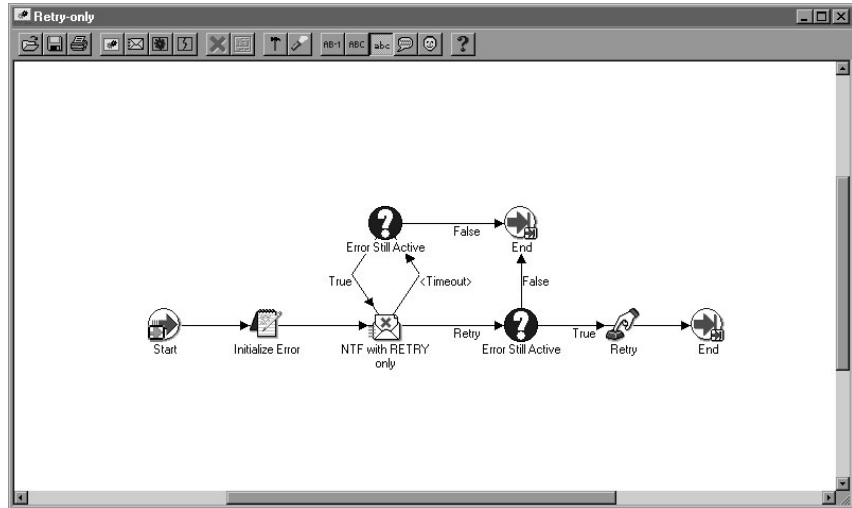 Retry-only
AB-1 ABC abc ?
Error Still Active
False
End
True
<Timeout>
False
Start
Initialize Error
NTF with RETRY
only
Retry
Error Still Active
True
Retry
End